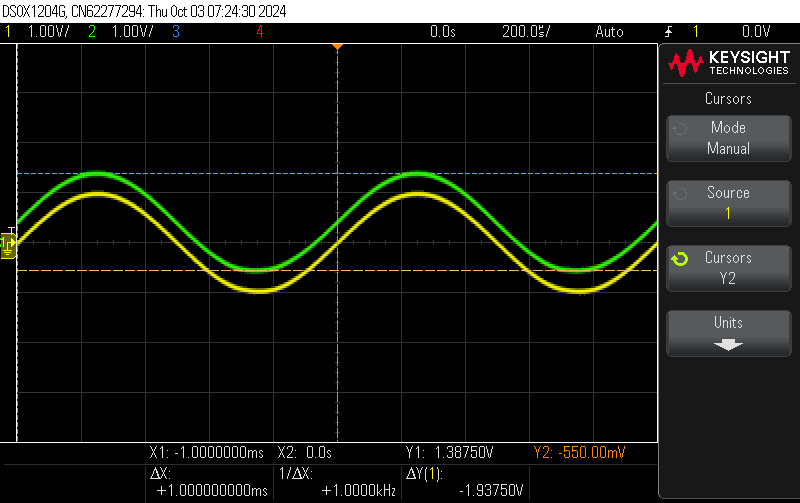 DSOX1204G, CN62277294: Thu Oct 03 07:24:30 2024
1 1.00V/ 2 1.00V/ 3 4 0.0s 200.0µs/ Auto 1 0.0V
KEYSIGHT
TECHNOLOGIES
Cursors
Mode
Manual
Source
1
Cursors
Y2
Units
X1: -1.0000000ms X2: 0.0s Y1: 1.38750V Y2: -550.00mV
ΔX: 1/ΔX: ΔY(1):
+1.000000000ms +1.0000kHz -1.93750V